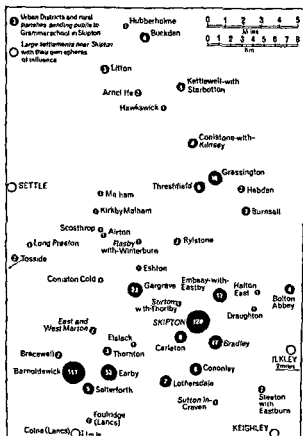 Urban Districts and rural
parishes sending pupils to
Grammar school in Skipton
Large settlements near Skipton
with their own spheres
of influence
0 1 2 3 4 5
Miles
0 1 2 3 4 5 6 7 8
Km
Hubberholme
Buckden
Litton
Kettlewell-with-
Starbotton
Arncliffe
Hawkswick
Conistone-with-
Kilnsey
Grassington
SETTLE
Threshfield
Hebden
Malham
Kirkby Malham
Burnsall
Scosthrop
Airton
Long Preston
Flasby
with-Winterburn
Rylstone
Tosside
Eshton
Coniston Cold
Gargrave
Embsay-with-
Eastby
Halton
East
Bolton
Abbey
Stirton
with-Thorlby
SKIPTON
120
Draughton
East and
West Marton
Elslack
Carleton
Bradley
Bracewell
Thornton
ILKLEY
2 miles
Barnoldswick
Earby
Cononley
Lothersdale
Salterforth
Sutton in-
Craven
Steeton
with
Eastburn
Foulridge
(Lancs)
Colne (Lancs)
KEIGHLEY